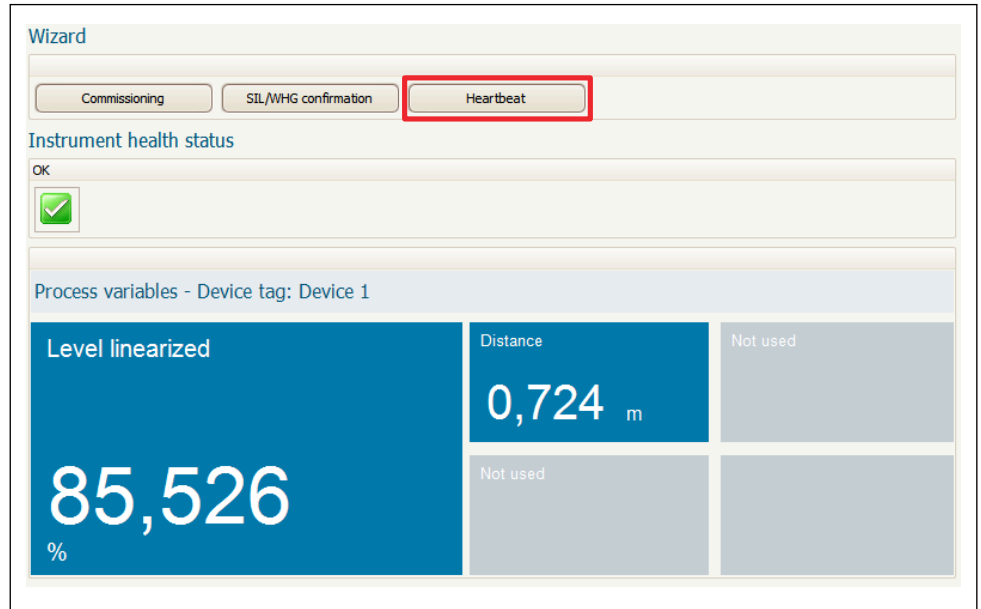 Wizard
Commissioning SIL/WHG confirmation Heartbeat
Instrument health status
OK
Process variables - Device tag: Device 1
Level linearized
85,526
%
Distance
0,724 m
Not used
Not used